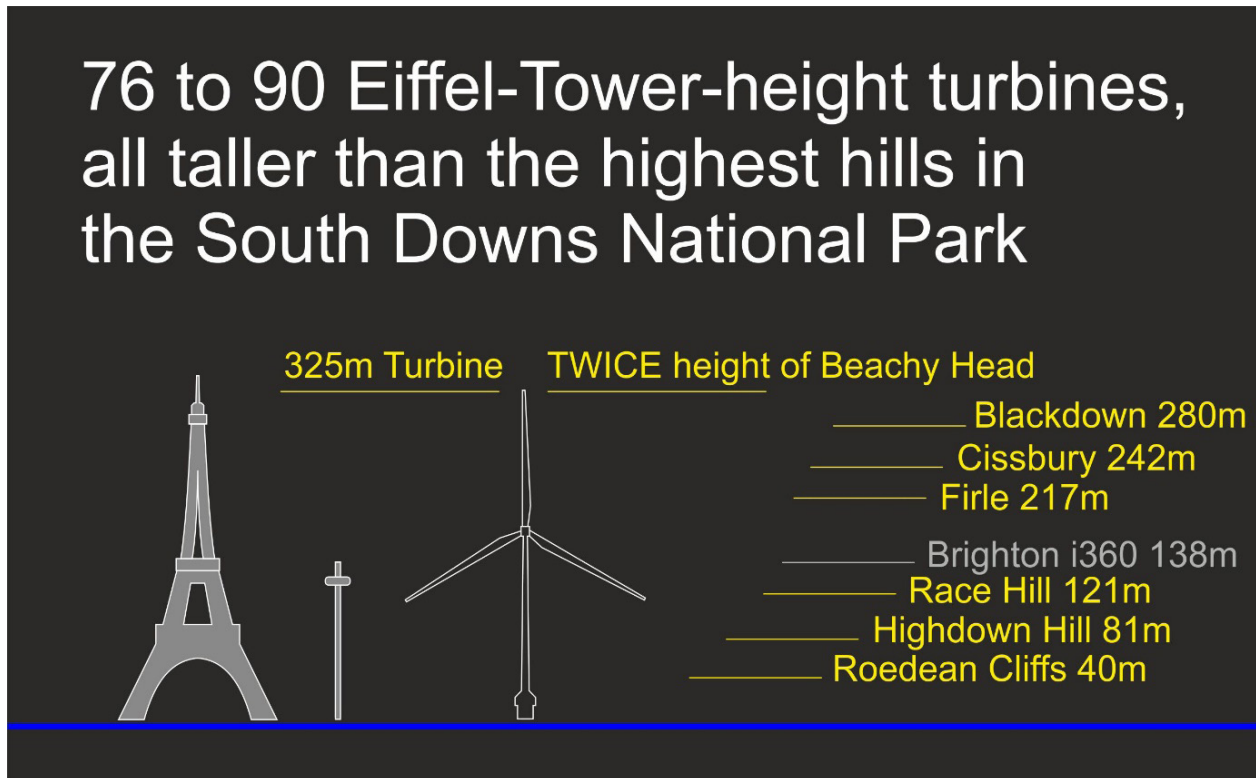 76 to 90 Eiffel-Tower-height turbines,
all taller than the highest hills in
the South Downs National Park
325m Turbine
TWICE height of Beachy Head
Blackdown 280m
Cissbury 242m
Firle 217m
Brighton i360 138m
Race Hill 121m
Highdown Hill 81m
Roedean Cliffs 40m